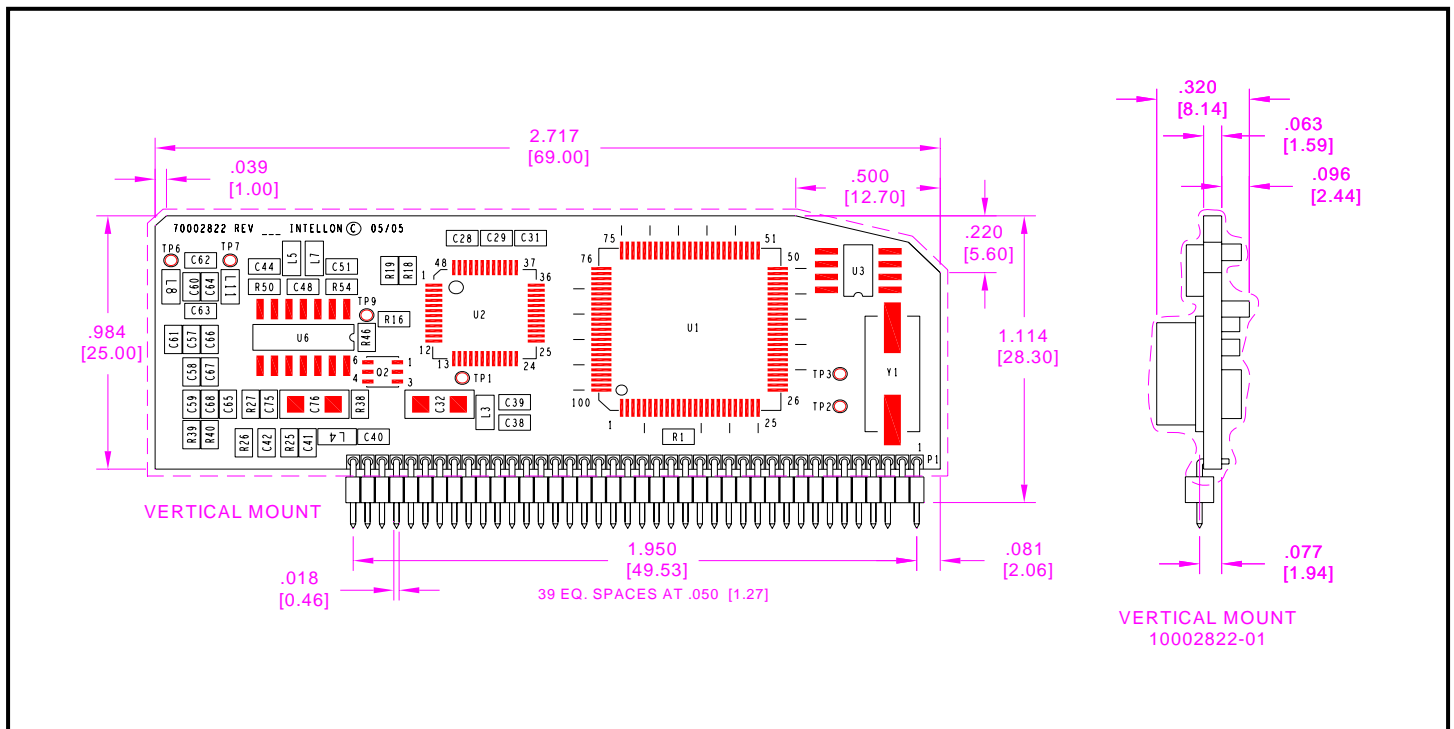 2.717
[69.00]
.039
[1.00]
.500
[12.70]
.320
[8.14]
.063
[1.59]
.096
[2.44]
.220
[5.60]
.984
[25.00]
1.114
[28.30]
70002822 REV ___ INTELLON © 05/05
TP6
C62
TP7
L8
C60
C64
L11
C63
C44
L5
L7
C51
R50
C48
R54
R19
R18
C28
C29
C31
48
37
1
36
U2
12
25
13
24
TP9
R16
U6
R46
C61
C57
C66
C58
C67
6
1
Q2
4
3
TP1
C59
C68
C65
R27
C75
C76
R38
C32
L3
C39
C38
R39
R40
R26
C42
R25
C41
L4
C40
75
51
76
50
U1
100
26
1
25
R1
U3
TP3
TP2
Y1
1
P1
VERTICAL MOUNT
1.950
[49.53]
39 EQ. SPACES AT .050 [1.27]
.018
[0.46]
.081
[2.06]
.077
[1.94]
VERTICAL MOUNT
10002822-01